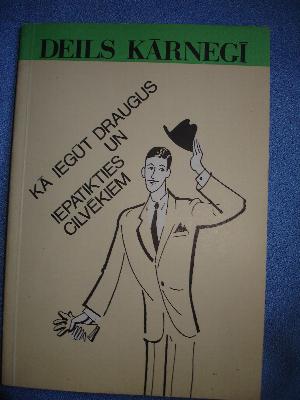 DEILS KĀRNEGĪ
KĀ IEGŪT DRAUGUS
UN
IEPATIKTIES
CILVĒKIEM